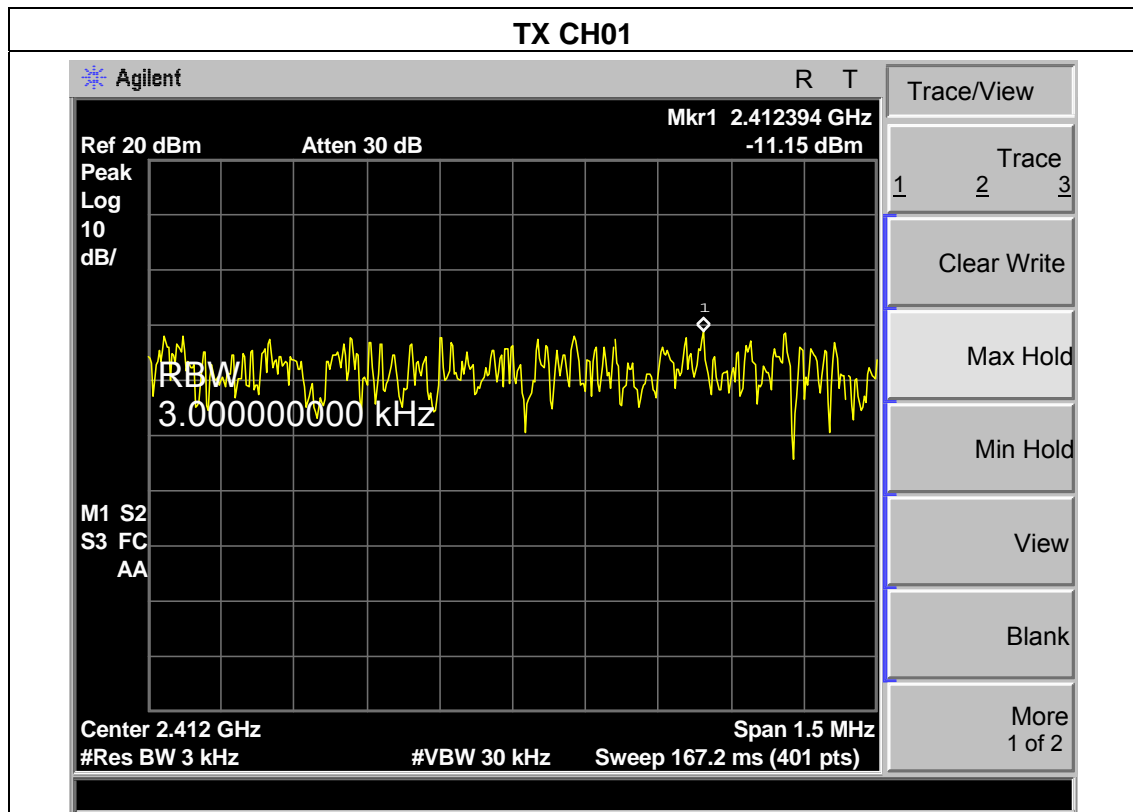 TX CH01
Agilent
R T
Trace/View
Mkr1 2.412394 GHz
Ref 20 dBm Atten 30 dB -11.15 dBm
Peak
Log
10
dB/
1
RBW
3.000000000 kHz
M1 S2
S3 FC
AA
Center 2.412 GHz Span 1.5 MHz
#Res BW 3 kHz #VBW 30 kHz Sweep 167.2 ms (401 pts)
Trace
1 2 3
Clear Write
Max Hold
Min Hold
View
Blank
More
1 of 2